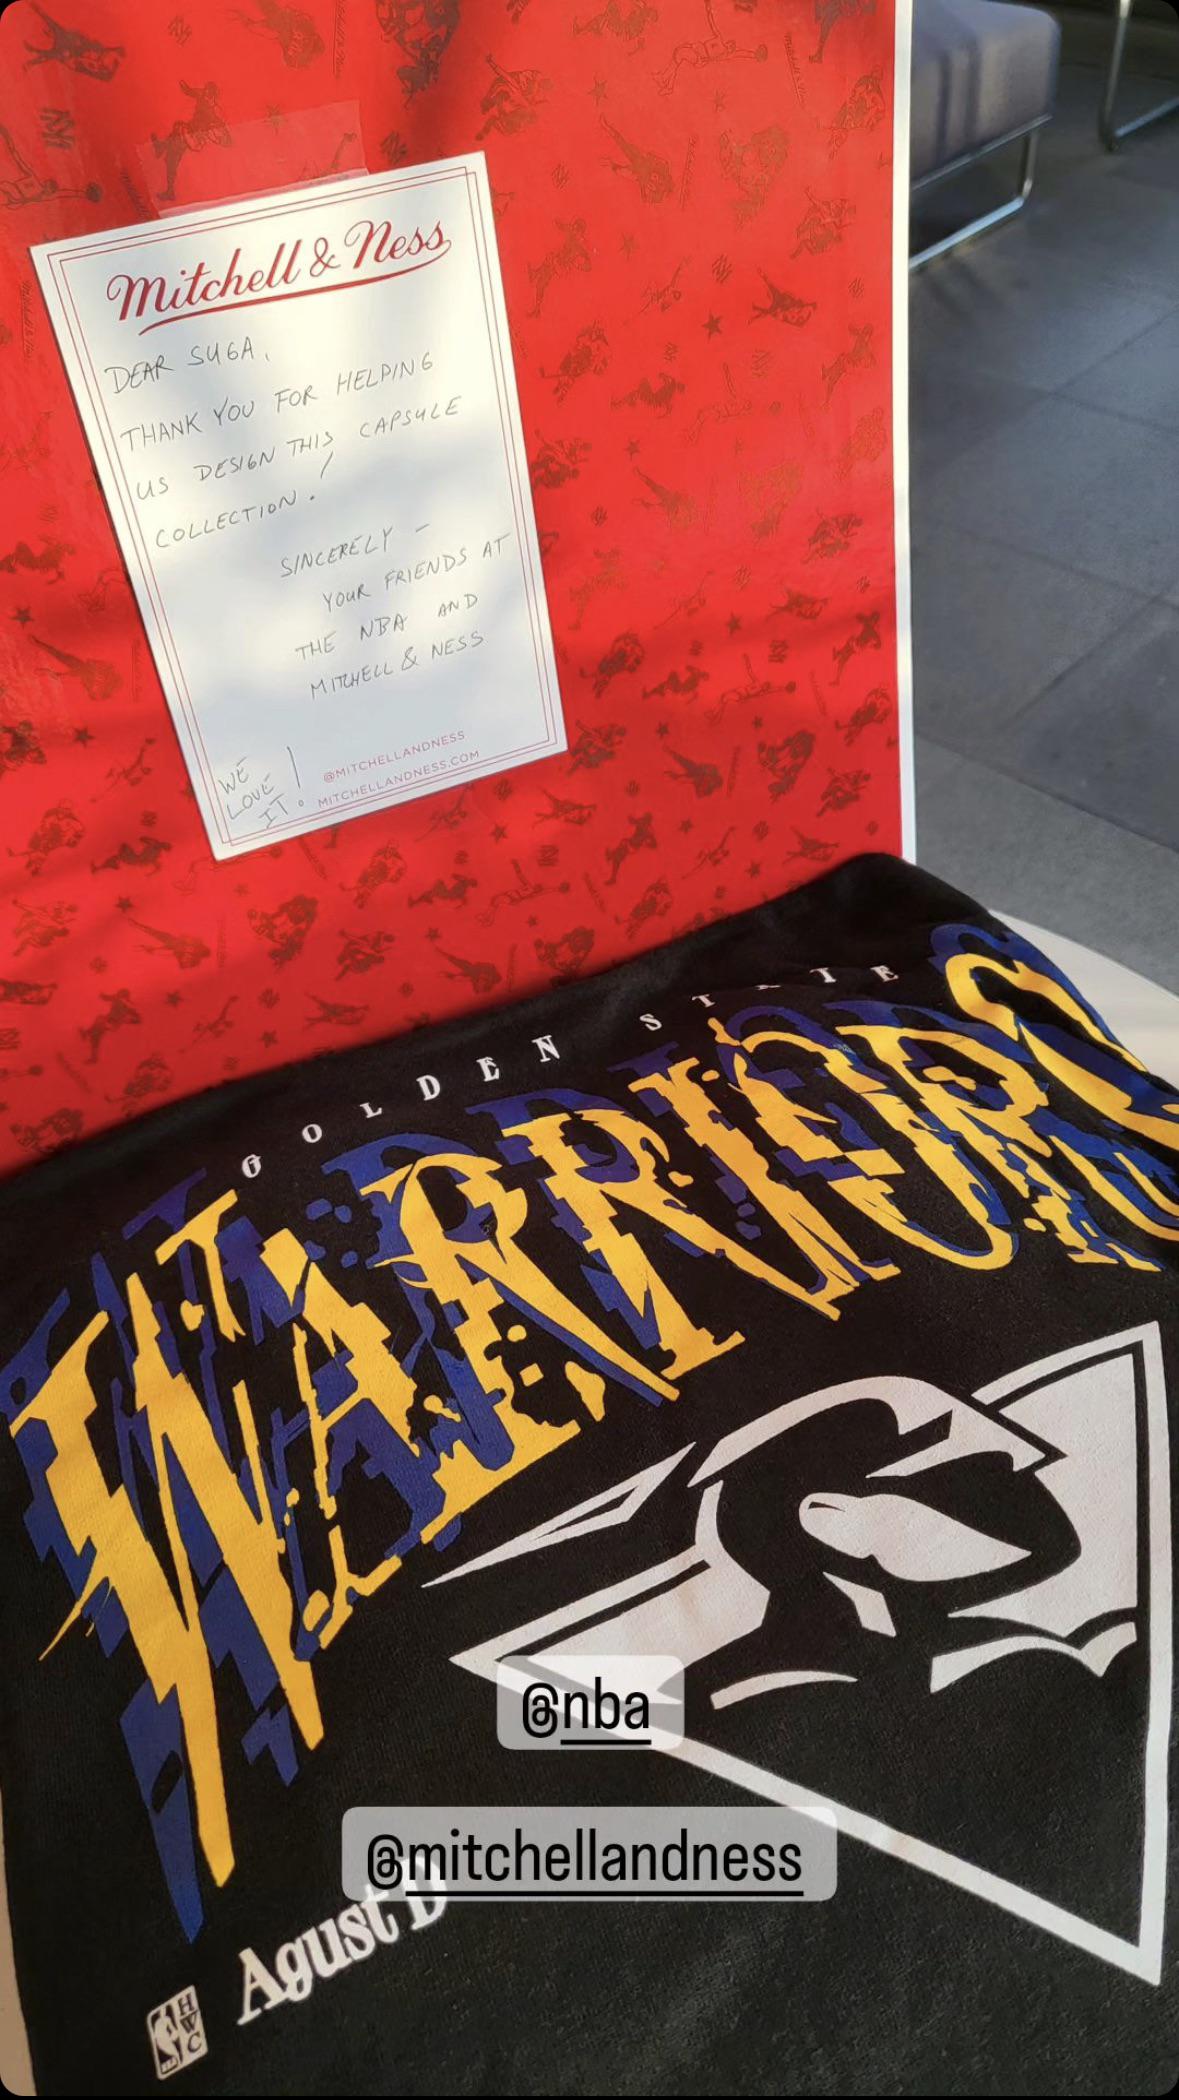 Mitchell & Ness
DEAR SUGA,
THANK YOU FOR HELPING
US DESIGN THIS CAPSULE
COLLECTION!
SINCERELY -
YOUR FRIENDS AT
THE NBA AND
MITCHELL & NESS
WE
LOVE
IT!
@MITCHELLANDNESS
MITCHELLANDNESS.COM
GOLDEN STATE
WARRIORS
@nba
@mitchellandness
Agust D
HWC